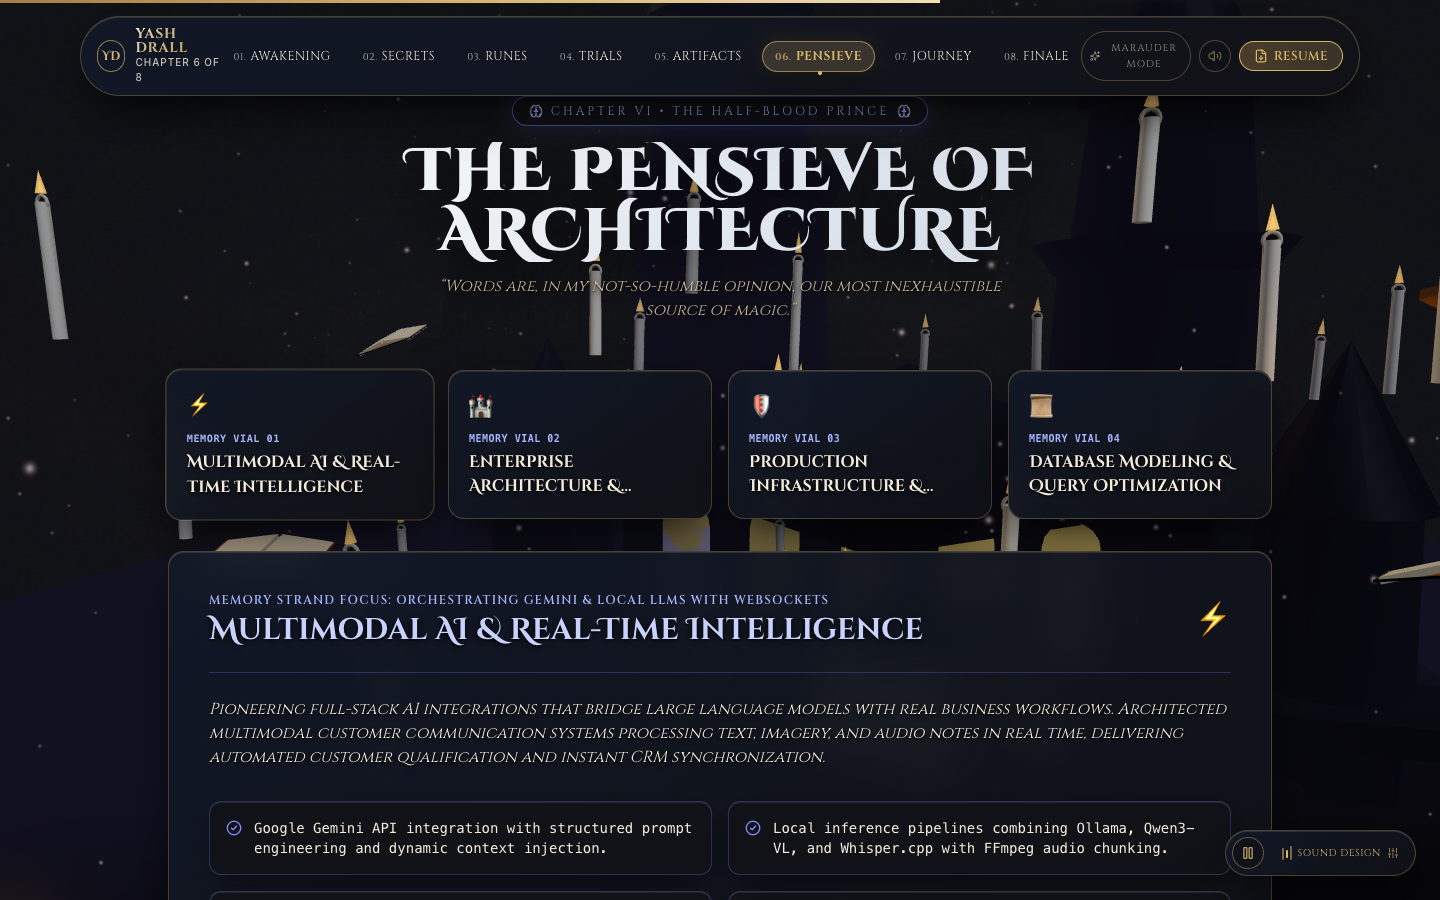 YD
YASH
DRALL
CHAPTER 6 OF
8
01. AWAKENING
02. SECRETS
03. RUNES
04. TRIALS
05. ARTIFACTS
06. PENSIEVE
07. JOURNEY
08. FINALE
MARAUDER
MODE
RESUME
CHAPTER VI • THE HALF-BLOOD PRINCE
THE PENSIEVE OF
ARCHITECTURE
“WORDS ARE, IN MY NOT-SO-HUMBLE OPINION, OUR MOST INEXHAUSTIBLE
SOURCE OF MAGIC.”
MEMORY VIAL 01
MULTIMODAL AI & REAL-
TIME INTELLIGENCE
MEMORY VIAL 02
ENTERPRISE
ARCHITECTURE &...
MEMORY VIAL 03
PRODUCTION
INFRASTRUCTURE &...
MEMORY VIAL 04
DATABASE MODELING &
QUERY OPTIMIZATION
MEMORY STRAND FOCUS: ORCHESTRATING GEMINI & LOCAL LLMS WITH WEBSOCKETS
MULTIMODAL AI & REAL-TIME INTELLIGENCE
PIONEERING FULL-STACK AI INTEGRATIONS THAT BRIDGE LARGE LANGUAGE MODELS WITH REAL BUSINESS WORKFLOWS. ARCHITECTED
MULTIMODAL CUSTOMER COMMUNICATION SYSTEMS PROCESSING TEXT, IMAGERY, AND AUDIO NOTES IN REAL TIME, DELIVERING
AUTOMATED CUSTOMER QUALIFICATION AND INSTANT CRM SYNCHRONIZATION.
Google Gemini API integration with structured prompt
engineering and dynamic context injection.
Local inference pipelines combining Ollama, Qwen3-
VL, and Whisper.cpp with FFmpeg audio chunking.
SOUND DESIGN